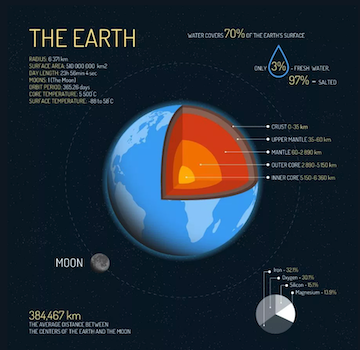 THE EARTH
RADIUS: 6 371 km
SURFACE AREA: 510 000 000 km2
DAY LENGTH: 23h 56min 4 sec
MOONS: 1 (The Moon)
ORBIT PERIOD: 365.26 days
CORE TEMPERATURE: 5 500°C
SURFACE TEMPERATURE: -88 to 58°C
WATER COVERS 70% OF THE EARTH'S SURFACE
ONLY 3% - FRESH WATER,
97% - SALTED
CRUST 0-35 km
UPPER MANTLE 35-60 km
MANTLE 60-2 890 km
OUTER CORE 2 890-5 150 km
INNER CORE 5 150-6 360 km
MOON
384,467 km
THE AVERAGE DISTANCE BETWEEN
THE CENTERS OF THE EARTH AND THE MOON
Iron - 32.1%
Oxygen - 30.1%
Silicon - 15.1%
Magnesium - 13.9%